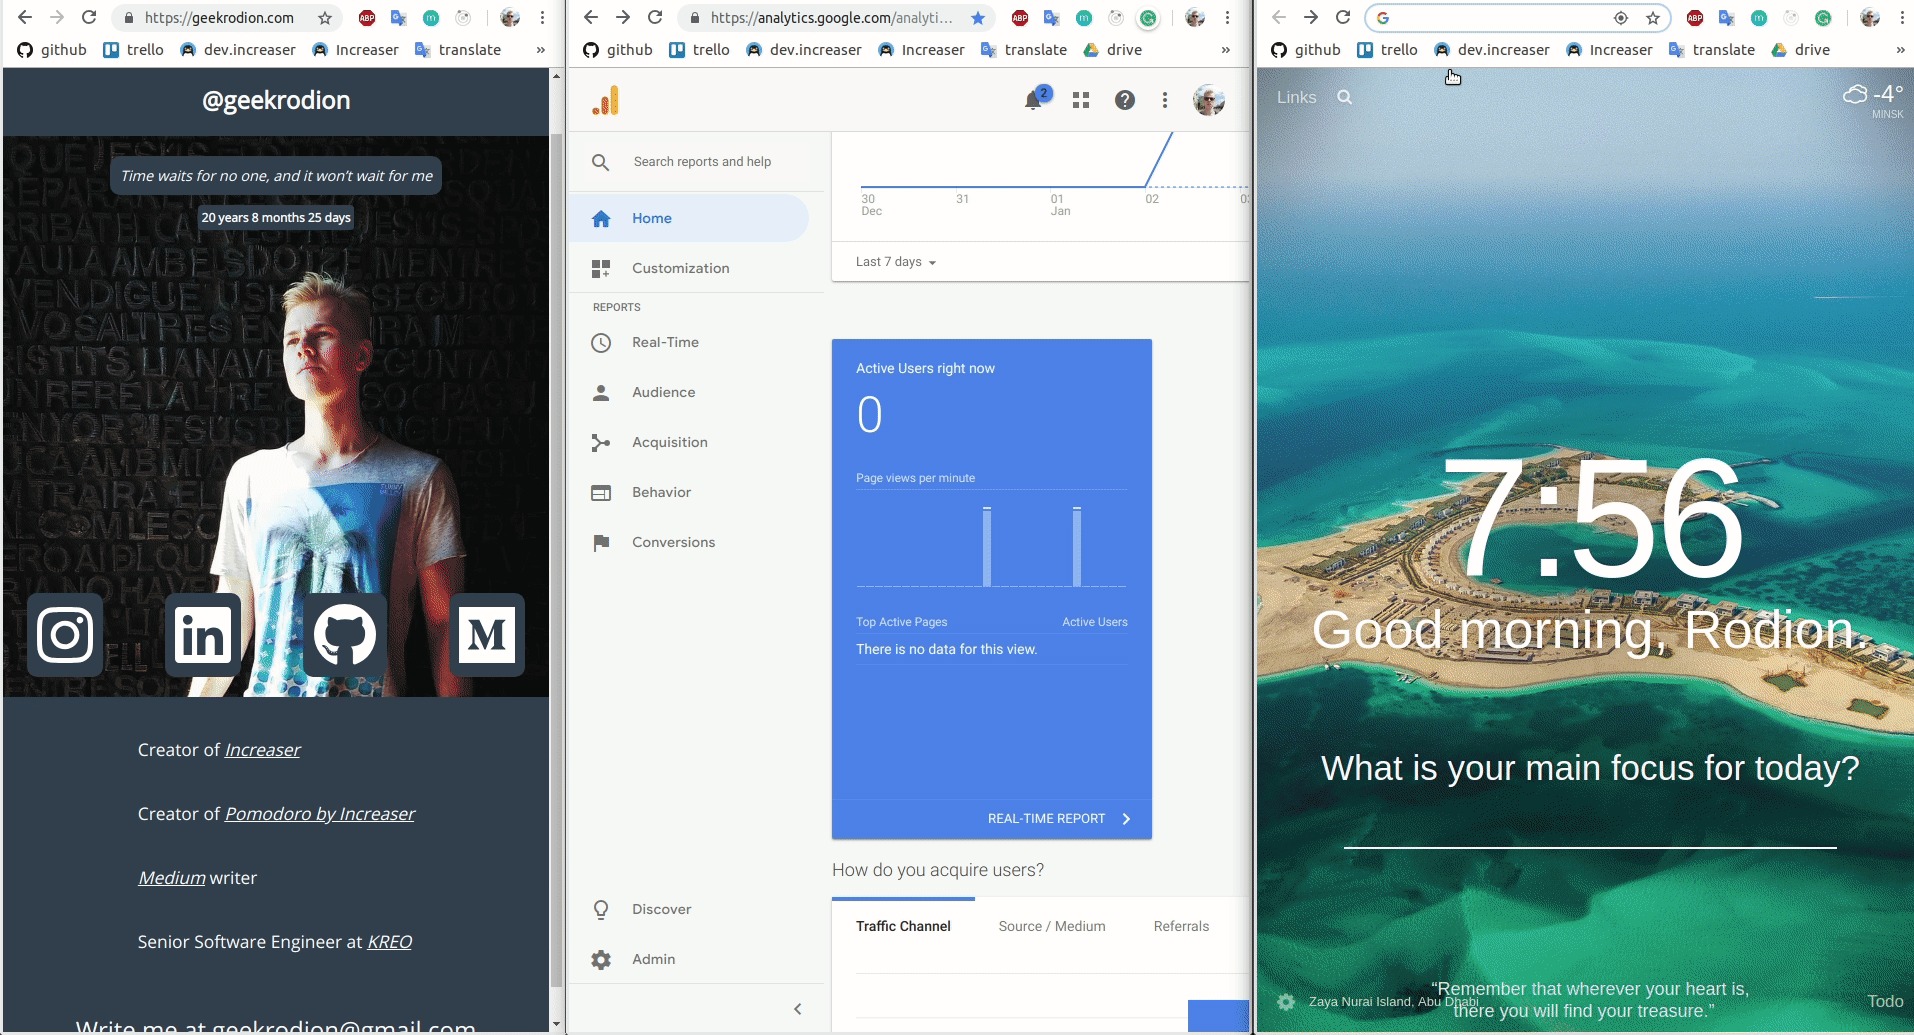 https://geekrodion.com
ABP
m
github
trello
dev.increaser
Increaser
translate
»
@geekrodion
Time waits for no one, and it won't wait for me
20 years 8 months 25 days
in
M
Creator of Increaser
Creator of Pomodoro by Increaser
Medium writer
Senior Software Engineer at KREO
Write me at geekrodion@gmail.com
https://analytics.google.com/analyti...
ABP
m
github
trello
dev.increaser
Increaser
translate
drive
»
2
Search reports and help
Home
Customization
REPORTS
Real-Time
Audience
Acquisition
Behavior
Conversions
Discover
Admin
30 31 01 02 03
Dec Jan
Last 7 days
Active Users right now
0
Page views per minute
Top Active Pages Active Users
There is no data for this view.
REAL-TIME REPORT
How do you acquire users?
Traffic Channel Source / Medium Referrals
ABP
m
github
trello
dev.increaser
Increaser
translate
drive
»
Links
-4°
MINSK
7:56
Good morning, Rodion.
What is your main focus for today?
“Remember that wherever your heart is,
there you will find your treasure.”
Zaya Nurai Island, Abu Dhabi
Todo